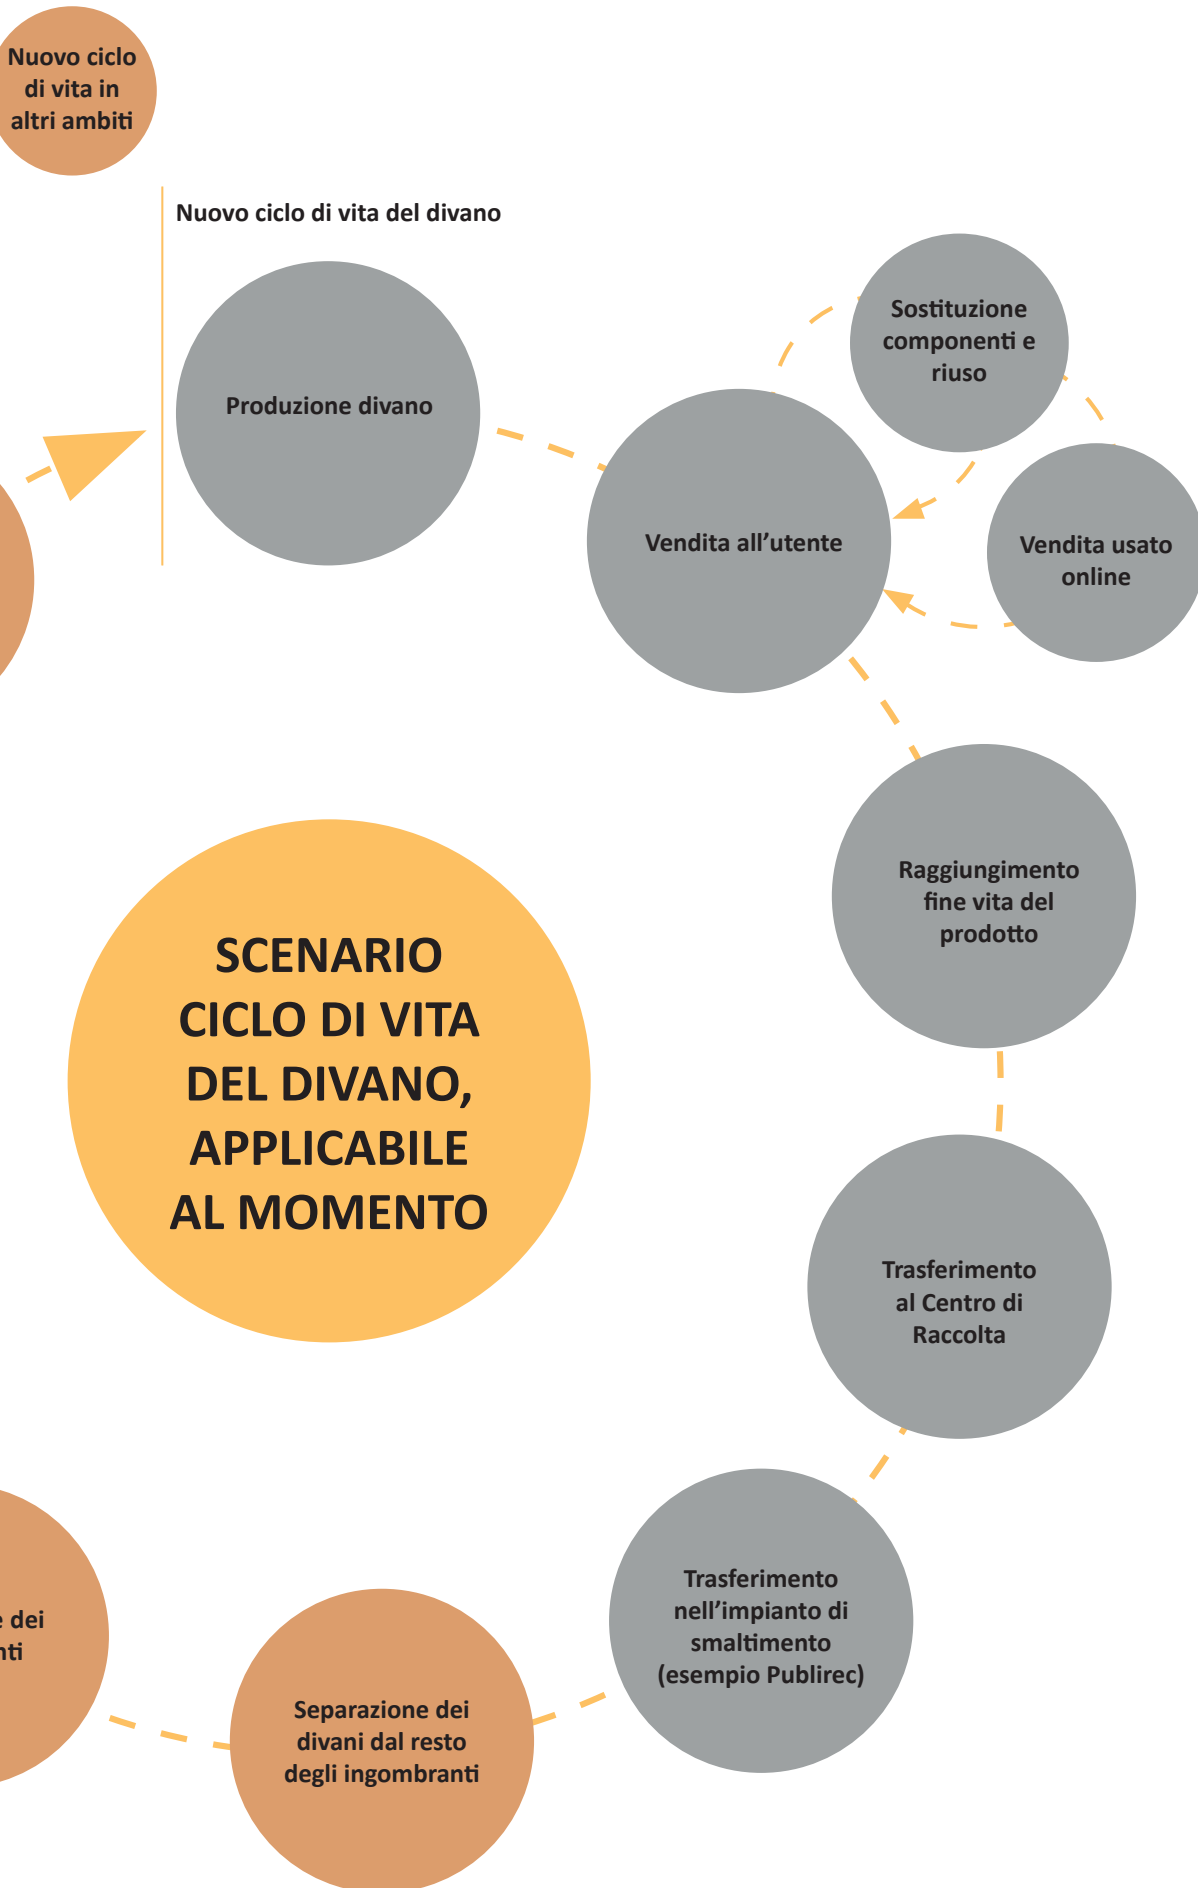 Nuovo ciclo
di vita in
altri ambiti
Nuovo ciclo di vita del divano
Produzione divano
Sostituzione
componenti e
riuso
Vendita all’utente
Vendita usato
online
Raggiungimento
fine vita del
prodotto
SCENARIO
CICLO DI VITA
DEL DIVANO,
APPLICABILE
AL MOMENTO
Trasferimento
al Centro di
Raccolta
Trasferimento
nell’impianto di
smaltimento
(esempio Publirec)
dei
Separazione dei
divani dal resto
degli ingombranti